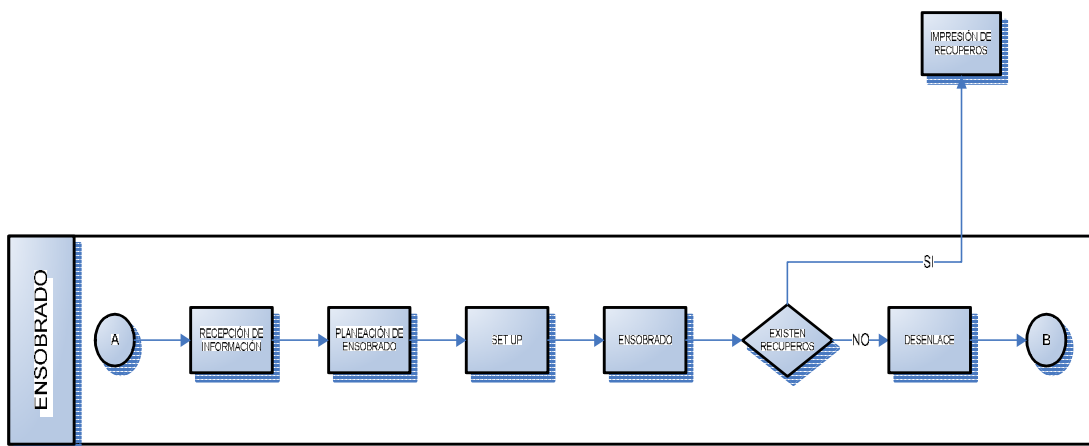 IMPRESIÓN DE
RECUPEROS
SI
ENSOBRADO
A
RECEPCIÓN DE
INFORMACIÓN
PLANEACIÓN DE
ENSOBRADO
SET UP
ENSOBRADO
EXISTEN
RECUPEROS
NO
DESENLACE
B